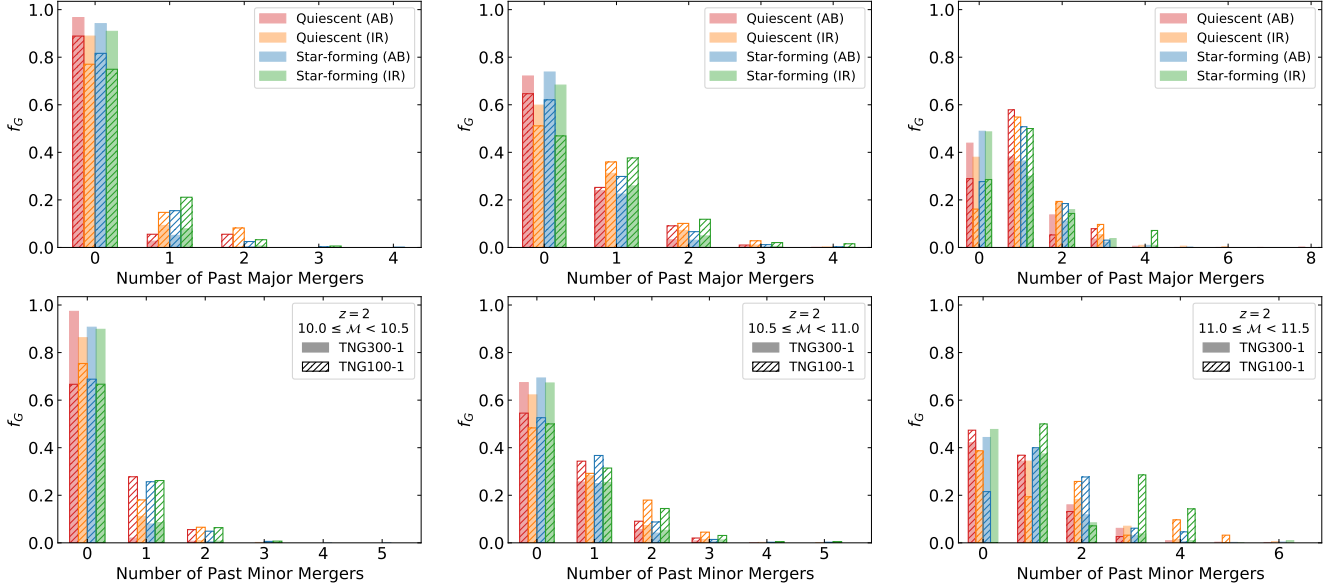 1.0
0.8
0.6
0.4
0.2
0.0
f_G
0 1 2 3 4
Number of Past Major Mergers
Quiescent (AB)
Quiescent (IR)
Star-forming (AB)
Star-forming (IR)
1.0
0.8
0.6
0.4
0.2
0.0
f_G
0 1 2 3 4
Number of Past Major Mergers
Quiescent (AB)
Quiescent (IR)
Star-forming (AB)
Star-forming (IR)
1.0
0.8
0.6
0.4
0.2
0.0
f_G
0 1 2 3 4 5 6 7 8
Number of Past Major Mergers
Quiescent (AB)
Quiescent (IR)
Star-forming (AB)
Star-forming (IR)
1.0
0.8
0.6
0.4
0.2
0.0
f_G
0 1 2 3 4 5
Number of Past Minor Mergers
z = 2
10.0 ≤ ℳ < 10.5
TNG300-1
TNG100-1
1.0
0.8
0.6
0.4
0.2
0.0
f_G
0 1 2 3 4 5
Number of Past Minor Mergers
z = 2
10.5 ≤ ℳ < 11.0
TNG300-1
TNG100-1
1.0
0.8
0.6
0.4
0.2
0.0
f_G
0 2 4 6
Number of Past Minor Mergers
z = 2
11.0 ≤ ℳ < 11.5
TNG300-1
TNG100-1